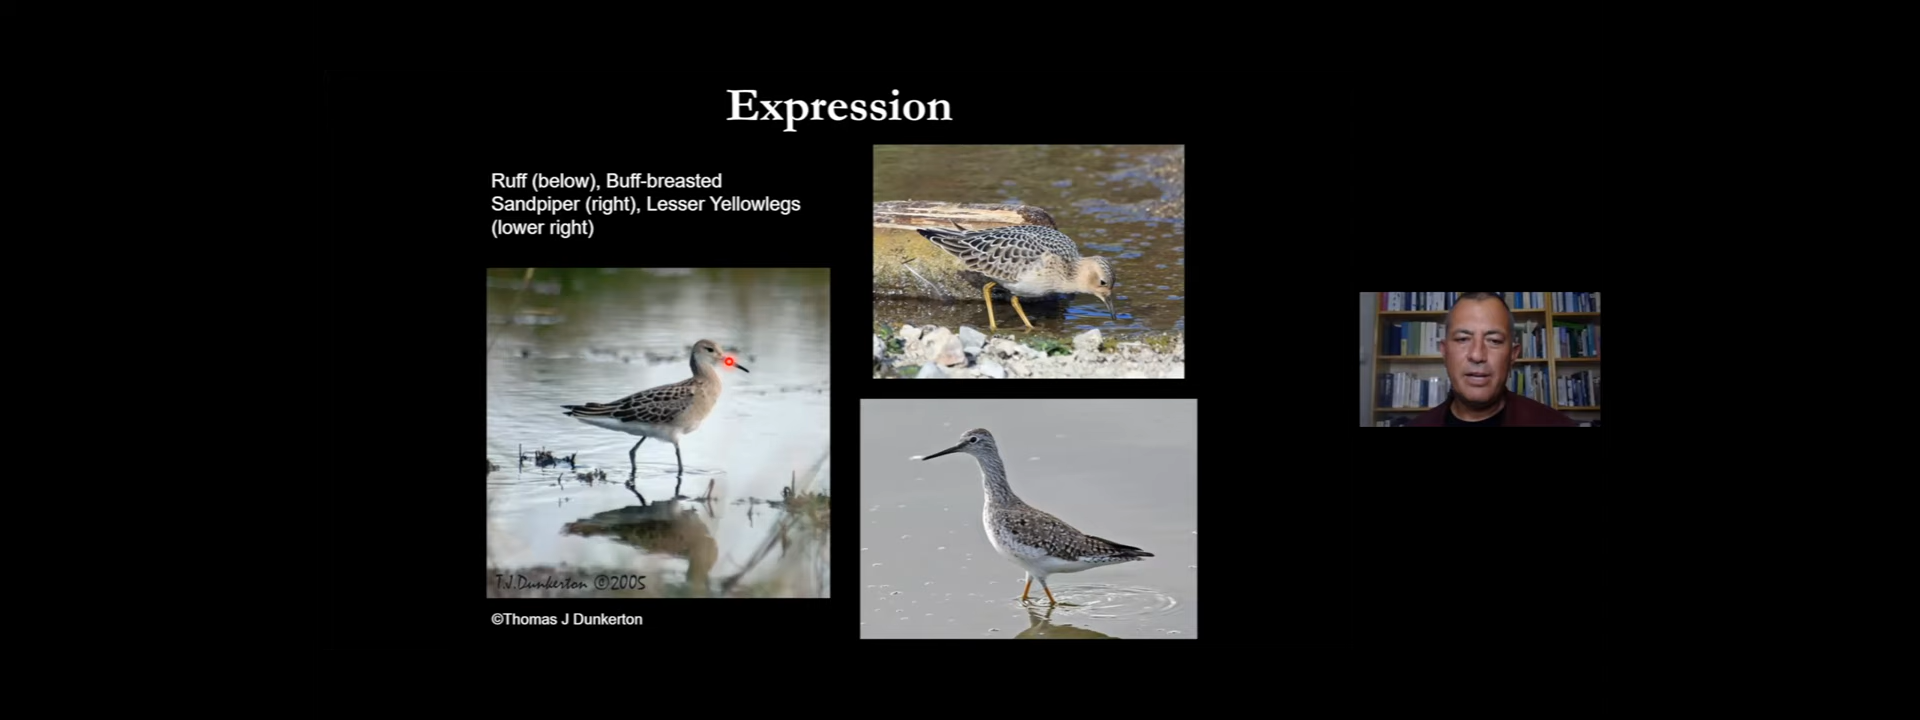 Expression
Ruff (below), Buff-breasted
Sandpiper (right), Lesser Yellowlegs
(lower right)
T.J.Dunkerton ©2005
©Thomas J Dunkerton